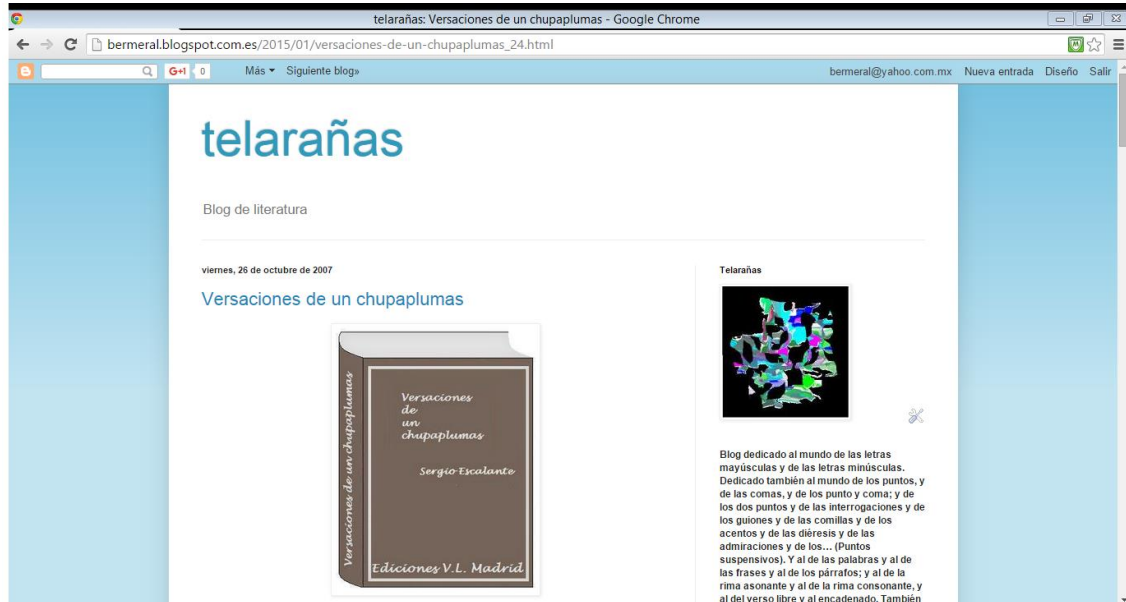 telarañas: Versaciones de un chupaplumas - Google Chrome
bermeral.blogspot.com.es/2015/01/versaciones-de-un-chupaplumas_24.html
G+1 0 Más Siguiente blog» bermeral@yahoo.com.mx Nueva entrada Diseño Salir
telarañas
Blog de literatura
viernes, 26 de octubre de 2007
Versaciones de un chupaplumas
Versaciones de un chupaplumas
Versaciones
de
un
chupaplumas
Sergio Escalante
Ediciones V.L. Madrid
Telarañas
Blog dedicado al mundo de las letras
mayúsculas y de las letras minúsculas.
Dedicado también al mundo de los puntos, y
de las comas, y de los punto y coma; y de
los dos puntos y de las interrogaciones y de
los guiones y de las comillas y de los
acentos y de las diéresis y de las
admiraciones y de los... (Puntos
suspensivos). Y al de las palabras y al de
las frases y al de los párrafos; y al de la
rima asonante y al de la rima consonante, y
al del verso libre y al encadenado. También